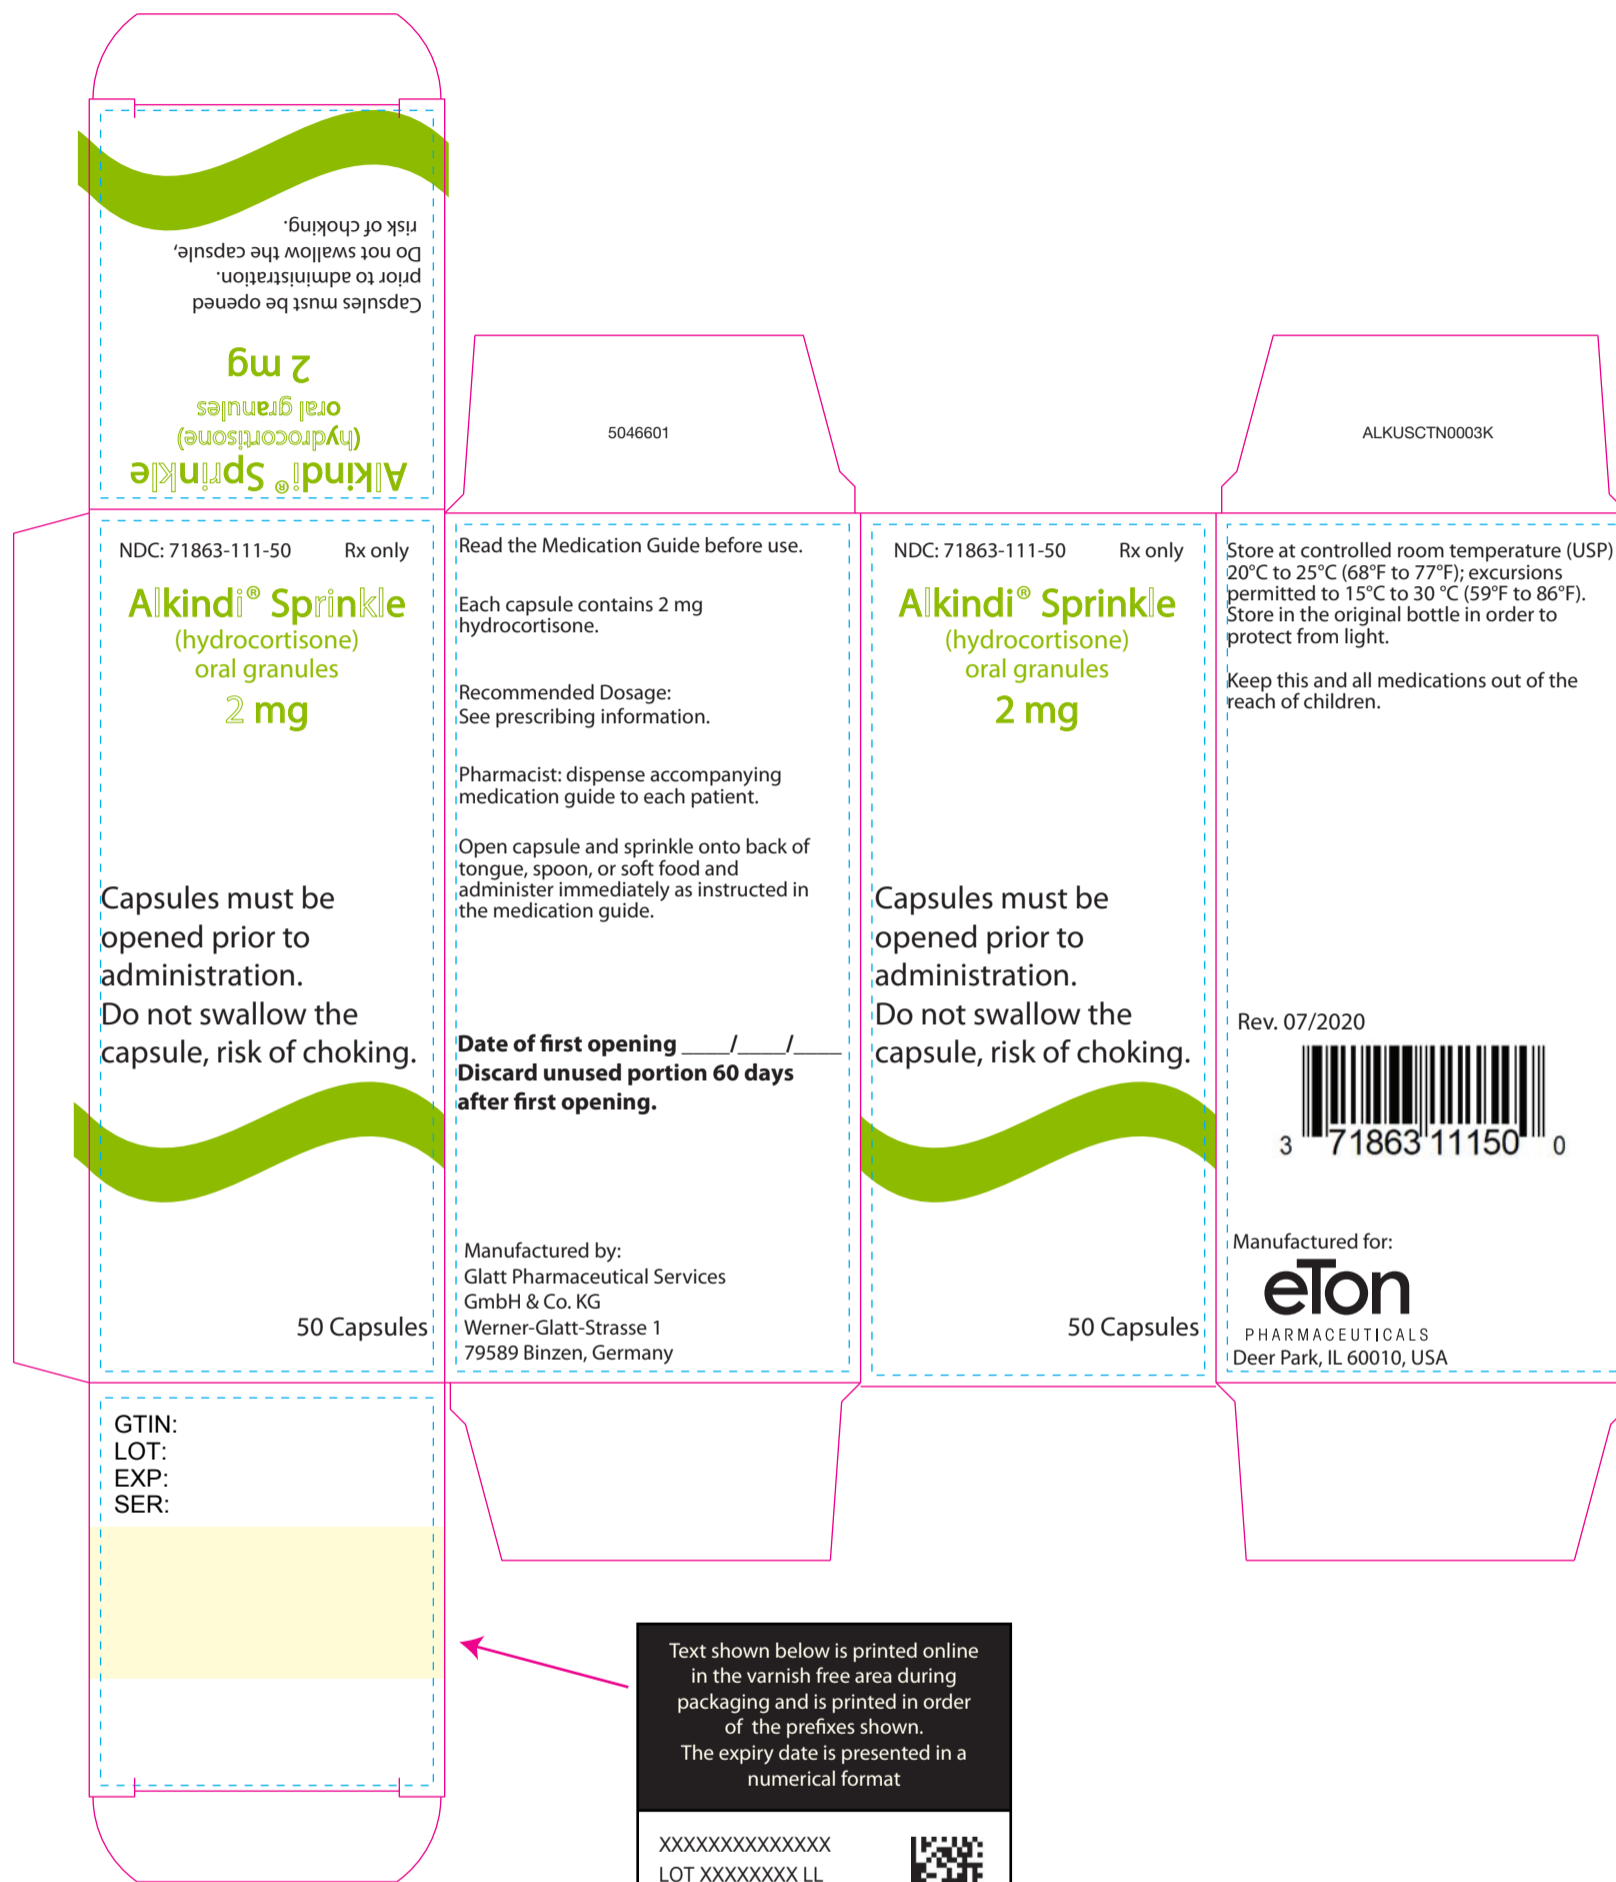 risk of choking.
Do not swallow the capsule,
prior to administration.
Capsules must be opened
2 mg
oral granules
(hydrocortisone)
Alkindi® Sprinkle
5046601
ALKUSCTN0003K
NDC: 71863-111-50 Rx only
Alkindi® Sprinkle
(hydrocortisone)
oral granules
2 mg
Capsules must be
opened prior to
administration.
Do not swallow the
capsule, risk of choking.
50 Capsules
Read the Medication Guide before use.
Each capsule contains 2 mg
hydrocortisone.
Recommended Dosage:
See prescribing information.
Pharmacist: dispense accompanying
medication guide to each patient.
Open capsule and sprinkle onto back of
tongue, spoon, or soft food and
administer immediately as instructed in
the medication guide.
Date of first opening ____/____/____
Discard unused portion 60 days
after first opening.
Manufactured by:
Glatt Pharmaceutical Services
GmbH & Co. KG
Werner-Glatt-Strasse 1
79589 Binzen, Germany
NDC: 71863-111-50 Rx only
Alkindi® Sprinkle
(hydrocortisone)
oral granules
2 mg
Capsules must be
opened prior to
administration.
Do not swallow the
capsule, risk of choking.
50 Capsules
Store at controlled room temperature (USP)
20°C to 25°C (68°F to 77°F); excursions
permitted to 15°C to 30 °C (59°F to 86°F).
Store in the original bottle in order to
protect from light.
Keep this and all medications out of the
reach of children.
Rev. 07/2020
3 71863 11150 0
Manufactured for:
eTon
PHARMACEUTICALS
Deer Park, IL 60010, USA
GTIN:
LOT:
EXP:
SER:
Text shown below is printed online
in the varnish free area during
packaging and is printed in order
of the prefixes shown.
The expiry date is presented in a
numerical format
XXXXXXXXXXXXXX
LOT XXXXXXXX LL